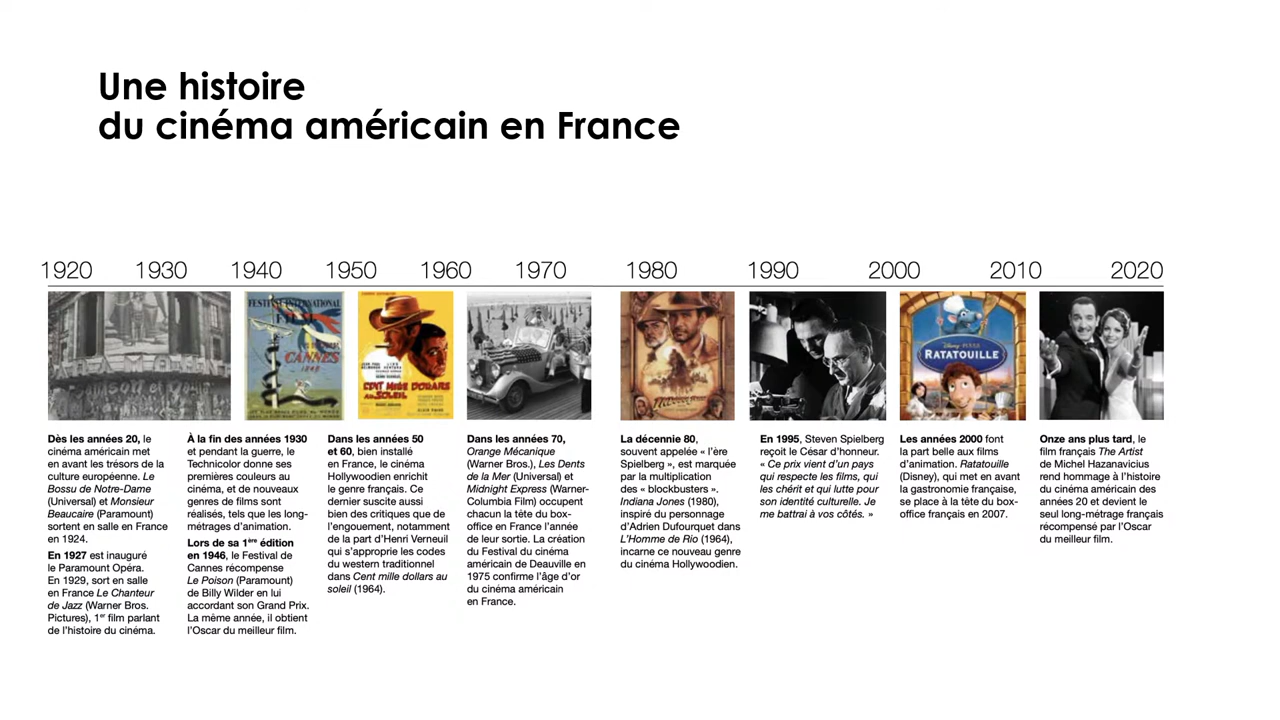 Une histoire
du cinéma américain en France
1920 1930 1940 1950 1960 1970 1980 1990 2000 2010 2020
FESTIVAL INTERNATIONAL
FILM
CANNES
CENT MILLE DOLLARS
AU SOLEIL
DISNEY · PIXAR
RATATOUILLE
Dès les années 20, le
cinéma américain met
en avant les trésors de la
culture européenne. Le
Bossu de Notre-Dame
(Universal) et Monsieur
Beaucaire (Paramount)
sortent en salle en France
en 1924.
En 1927 est inauguré
le Paramount Opéra.
En 1929, sort en salle
en France Le Chanteur
de Jazz (Warner Bros.
Pictures), 1er film parlant
de l'histoire du cinéma.
À la fin des années 1930
et pendant la guerre, le
Technicolor donne ses
premières couleurs au
cinéma, et de nouveaux
genres de films sont
réalisés, tels que les long-
métrages d'animation.
Lors de sa 1ère édition
en 1946, le Festival de
Cannes récompense
Le Poison (Paramount)
de Billy Wilder en lui
accordant son Grand Prix.
La même année, il obtient
l'Oscar du meilleur film.
Dans les années 50
et 60, bien installé
en France, le cinéma
Hollywoodien enrichit
le genre français. Ce
dernier suscite aussi
bien des critiques que de
l'engouement, notamment
de la part d'Henri Verneuil
qui s'approprie les codes
du western traditionnel
dans Cent mille dollars au
soleil (1964).
Dans les années 70,
Orange Mécanique
(Warner Bros.), Les Dents
de la Mer (Universal) et
Midnight Express (Warner-
Columbia Film) occupent
chacun la tête du box-
office en France l'année
de leur sortie. La création
du Festival du cinéma
américain de Deauville en
1975 confirme l'âge d'or
du cinéma américain
en France.
La décennie 80,
souvent appelée « l'ère
Spielberg », est marquée
par la multiplication
des « blockbusters ».
Indiana Jones (1980),
inspiré du personnage
d'Adrien Dufourquet dans
L'Homme de Rio (1964),
incarne ce nouveau genre
du cinéma Hollywoodien.
En 1995, Steven Spielberg
reçoit le César d'honneur.
« Ce prix vient d'un pays
qui respecte les films, qui
les chérit et qui lutte pour
son identité culturelle. Je
me battrai à vos côtés. »
Les années 2000 font
la part belle aux films
d'animation. Ratatouille
(Disney), qui met en avant
la gastronomie française,
se place à la tête du box-
office français en 2007.
Onze ans plus tard, le
film français The Artist
de Michel Hazanavicius
rend hommage à l'histoire
du cinéma américain des
années 20 et devient le
seul long-métrage français
récompensé par l'Oscar
du meilleur film.